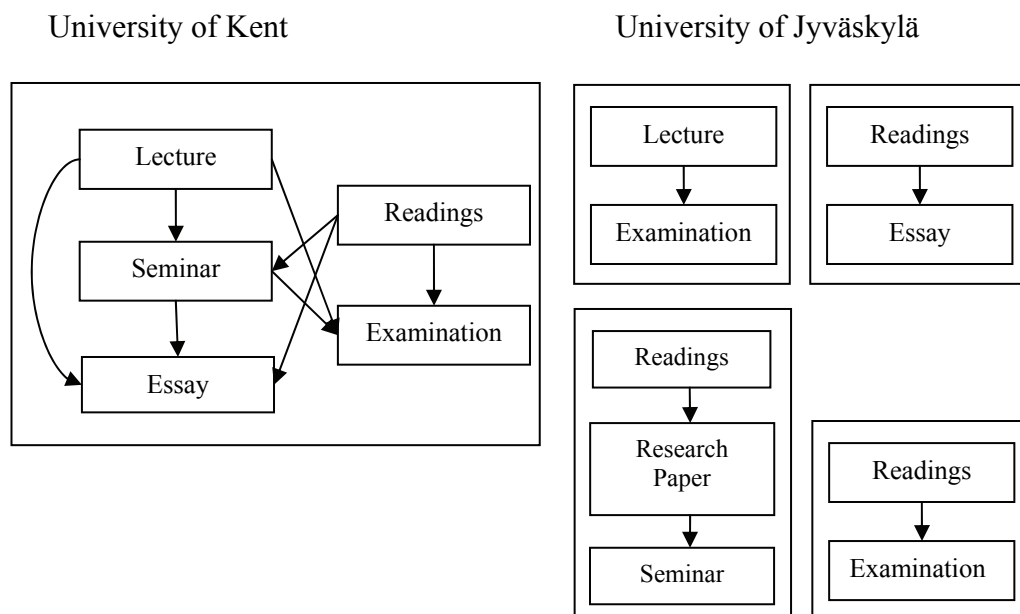 University of Kent
Lecture
Readings
Seminar
Examination
Essay
University of Jyväskylä
Lecture
Examination
Readings
Essay
Readings
Research
Paper
Seminar
Readings
Examination